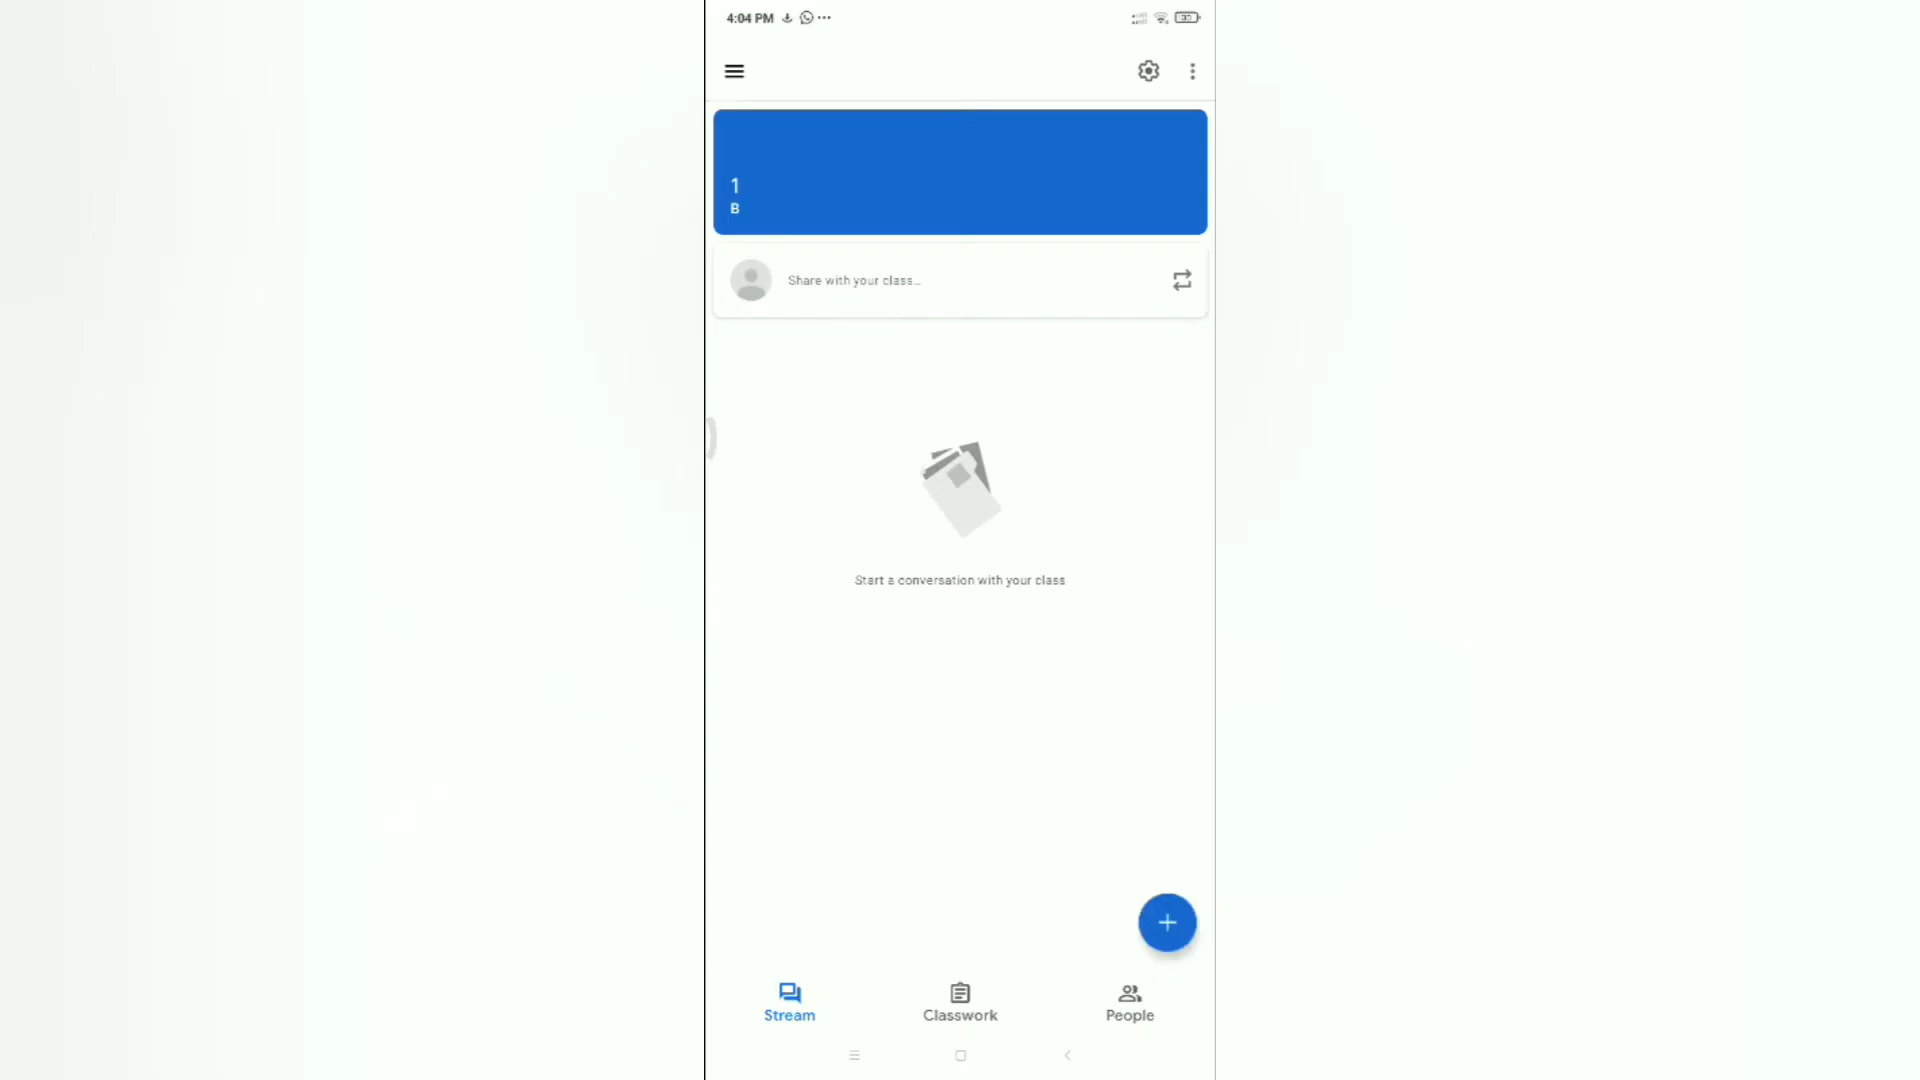 4:04 PM
1
B
Share with your class...
Start a conversation with your class
Stream
Classwork
People